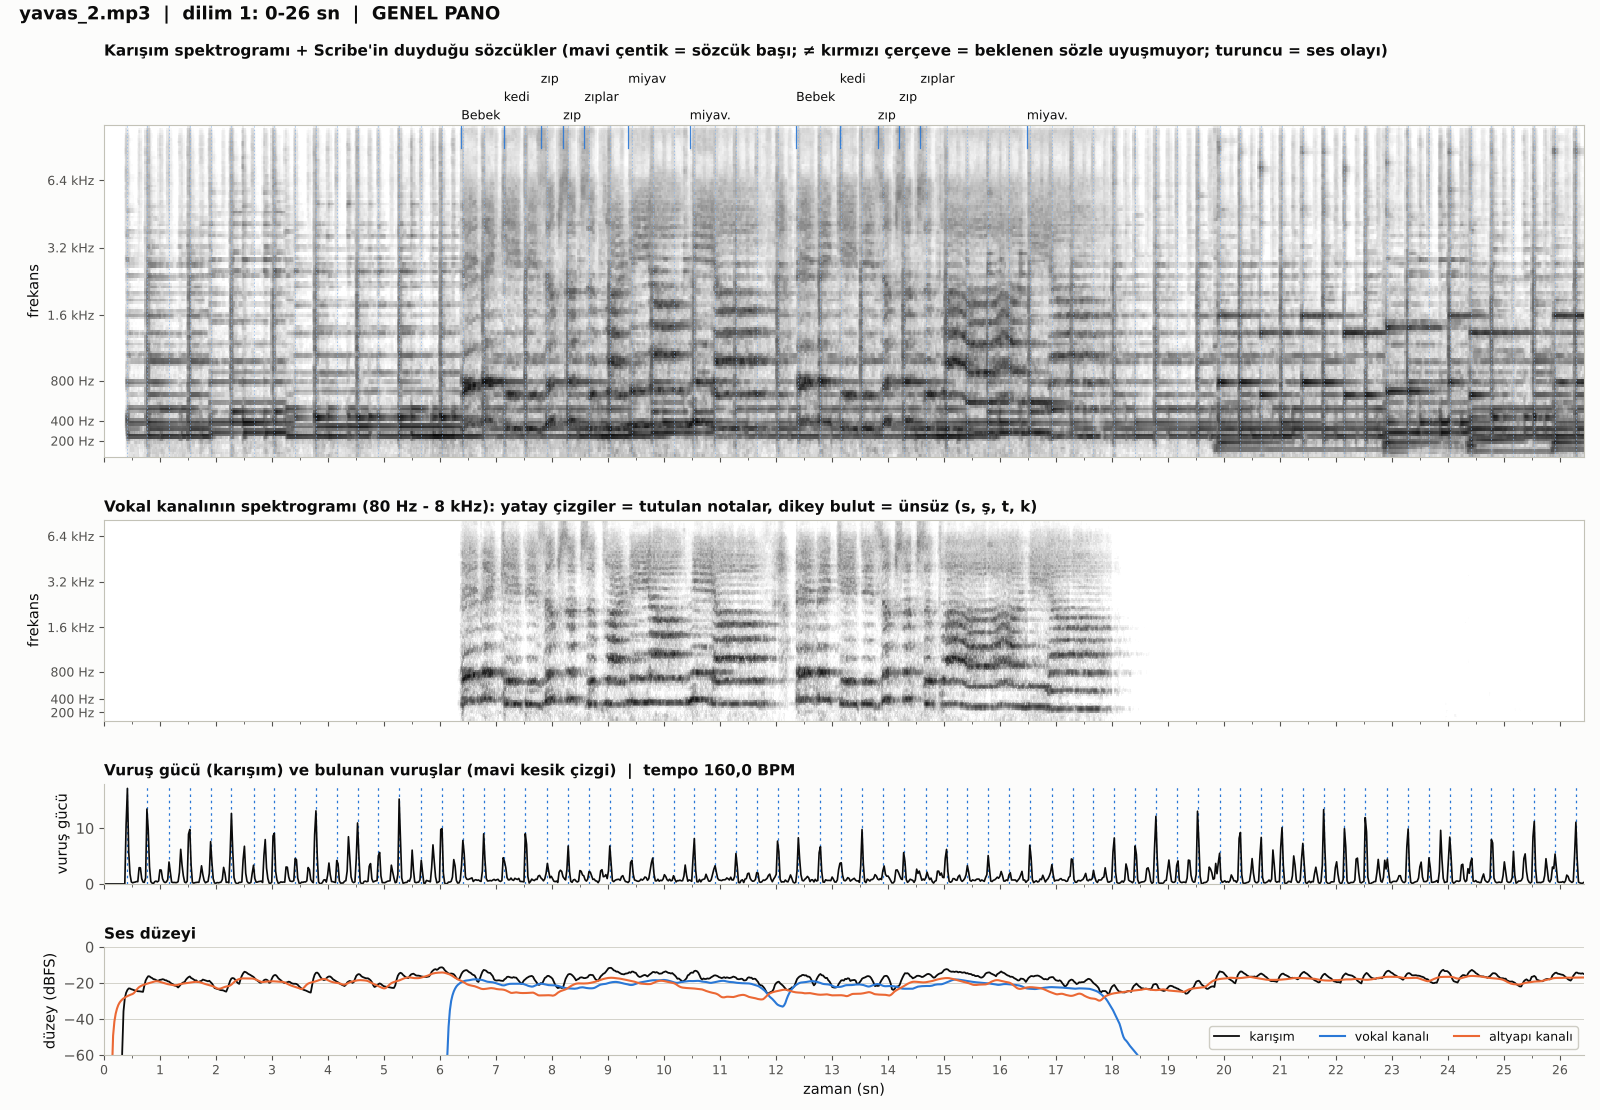 yavas_2.mp3 | dilim 1: 0-26 sn | GENEL PANO
Karışım spektrogramı + Scribe'in duyduğu sözcükler (mavi çentik = sözcük başı; ≠ kırmızı çerçeve = beklenen sözle uyuşmuyor; turuncu = ses olayı)
zıp miyav kedi zıplar
kedi zıplar Bebek zıp
Bebek zıp miyav. zıp miyav.
6.4 kHz
3.2 kHz
1.6 kHz
800 Hz
400 Hz
200 Hz
frekans
Vokal kanalının spektrogramı (80 Hz - 8 kHz): yatay çizgiler = tutulan notalar, dikey bulut = ünsüz (s, ş, t, k)
6.4 kHz
3.2 kHz
1.6 kHz
800 Hz
400 Hz
200 Hz
frekans
Vuruş gücü (karışım) ve bulunan vuruşlar (mavi kesik çizgi) | tempo 160,0 BPM
10
0
vuruş gücü
Ses düzeyi
0
−20
−40
−60
düzey (dBFS)
karışım vokal kanalı altyapı kanalı
0 1 2 3 4 5 6 7 8 9 10 11 12 13 14 15 16 17 18 19 20 21 22 23 24 25 26
zaman (sn)